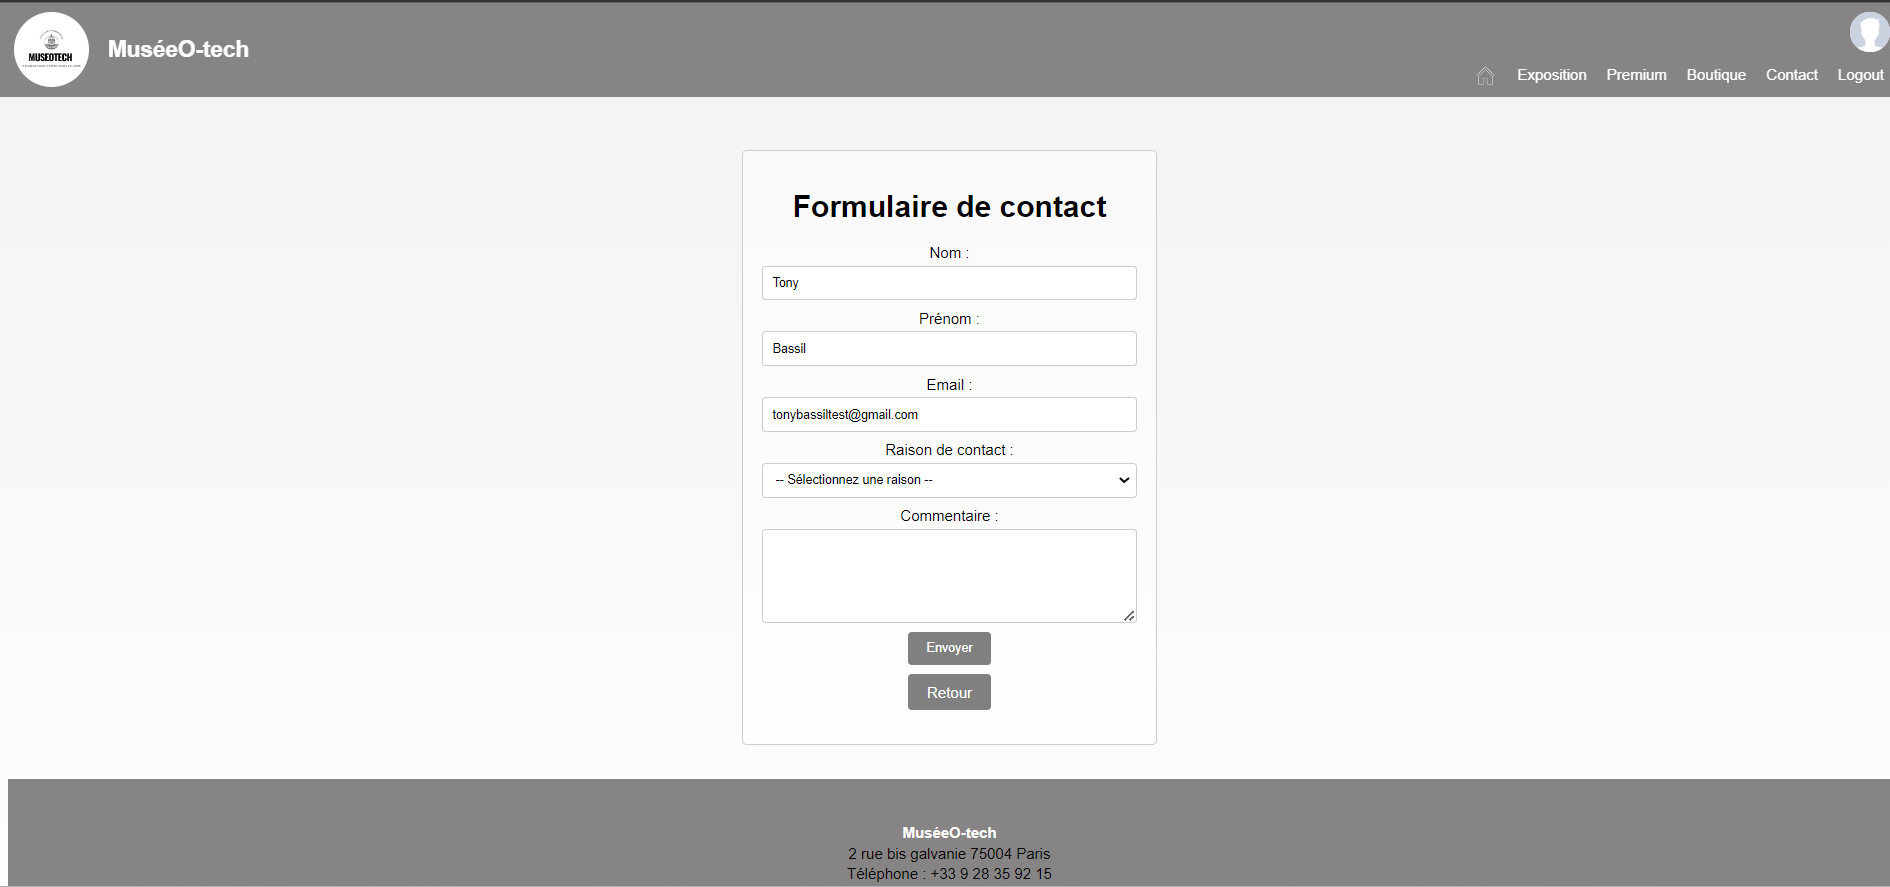 MUSEOTECH
MuséeO-tech
Exposition Premium Boutique Contact Logout
Formulaire de contact
Nom :
Tony
Prénom :
Bassil
Email :
tonybassiltest@gmail.com
Raison de contact :
-- Sélectionnez une raison --
Commentaire :
Envoyer
Retour
MuséeO-tech
2 rue bis galvanie 75004 Paris
Téléphone : +33 9 28 35 92 15